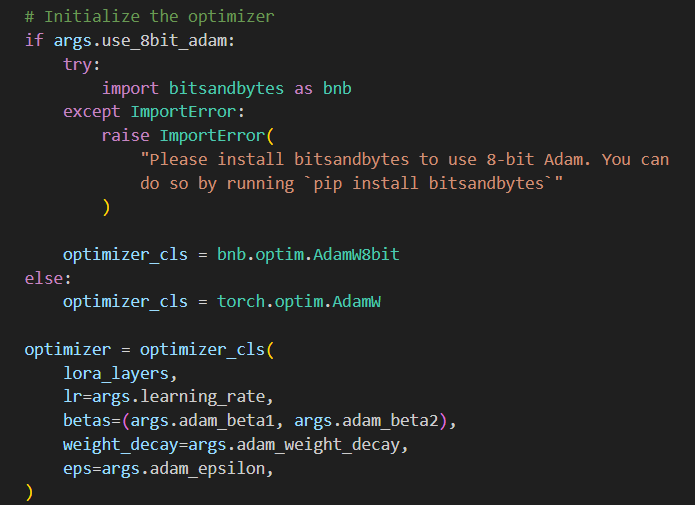 # Initialize the optimizer
if args.use_8bit_adam:
    try:
        import bitsandbytes as bnb
    except ImportError:
        raise ImportError(
            "Please install bitsandbytes to use 8-bit Adam. You can
            do so by running `pip install bitsandbytes`"
        )

    optimizer_cls = bnb.optim.AdamW8bit
else:
    optimizer_cls = torch.optim.AdamW

optimizer = optimizer_cls(
    lora_layers,
    lr=args.learning_rate,
    betas=(args.adam_beta1, args.adam_beta2),
    weight_decay=args.adam_weight_decay,
    eps=args.adam_epsilon,
)